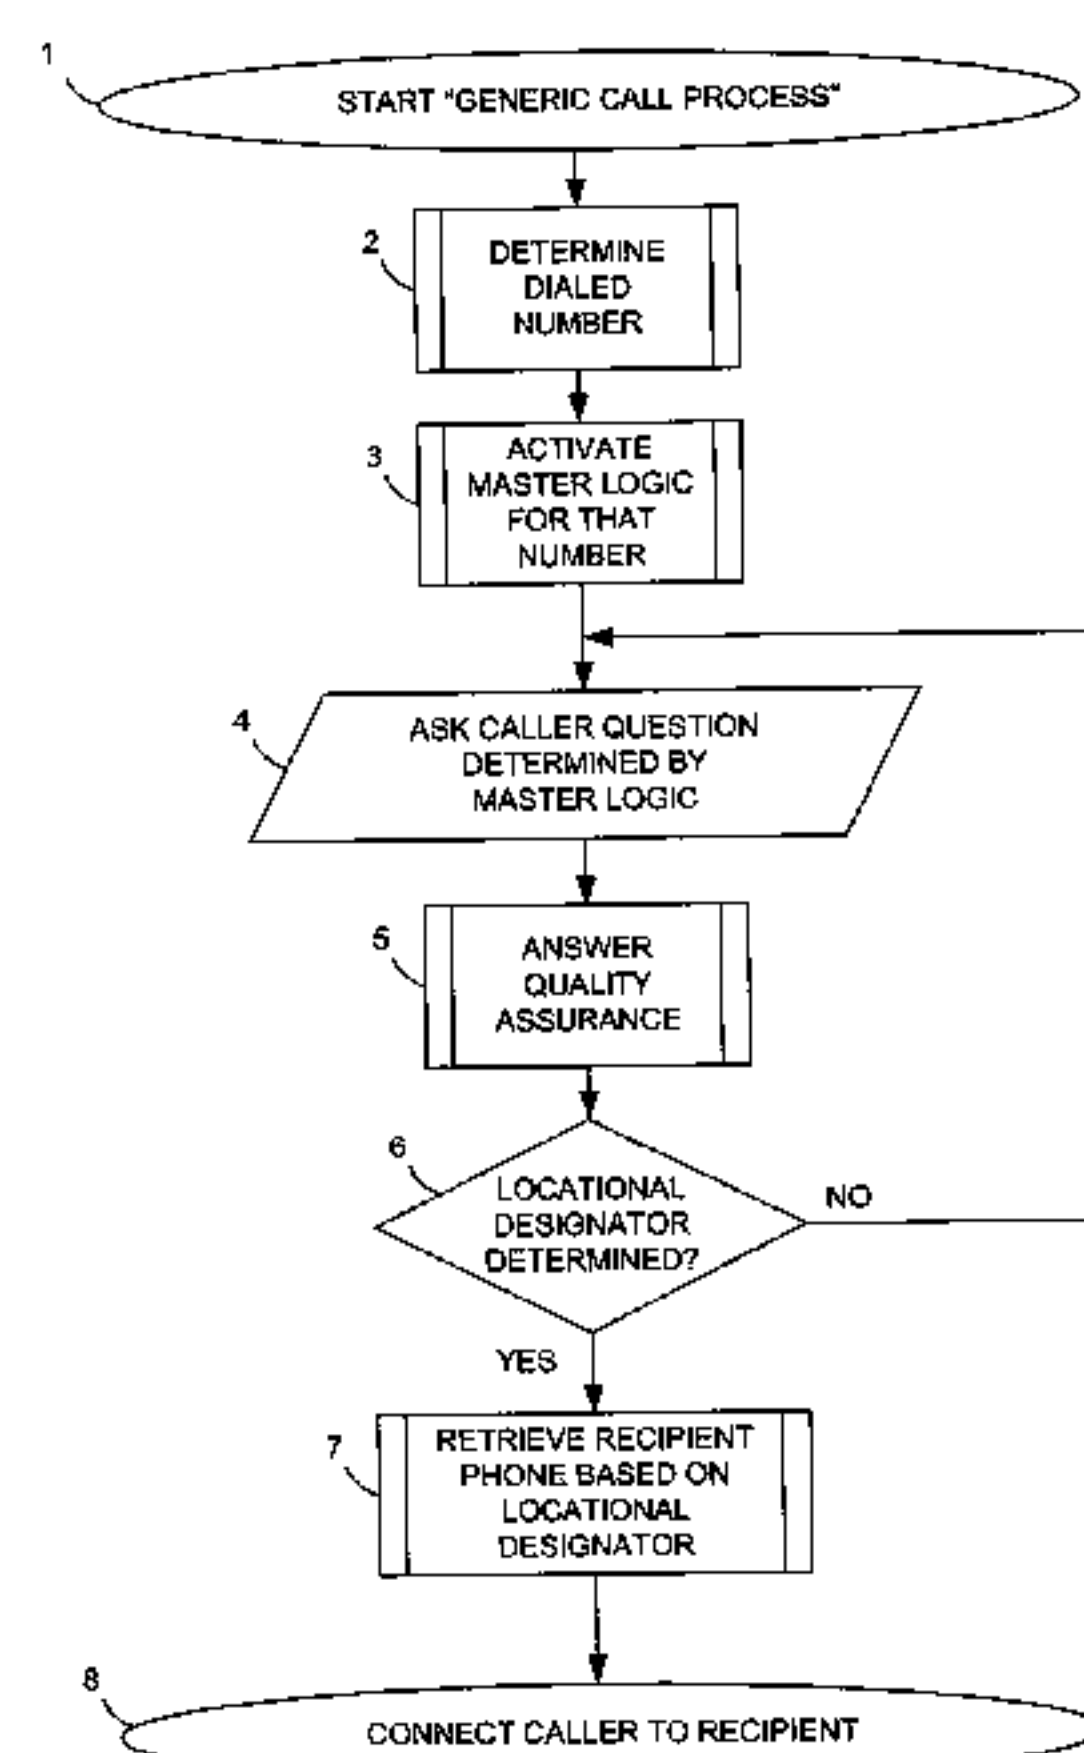 1
START "GENERIC CALL PROCESS"
2
DETERMINE
DIALED
NUMBER
3
ACTIVATE
MASTER LOGIC
FOR THAT
NUMBER
4
ASK CALLER QUESTION
DETERMINED BY
MASTER LOGIC
5
ANSWER
QUALITY
ASSURANCE
6
LOCATIONAL
DESIGNATOR
DETERMINED?
NO
YES
7
RETRIEVE RECIPIENT
PHONE BASED ON
LOCATIONAL
DESIGNATOR
8
CONNECT CALLER TO RECIPIENT